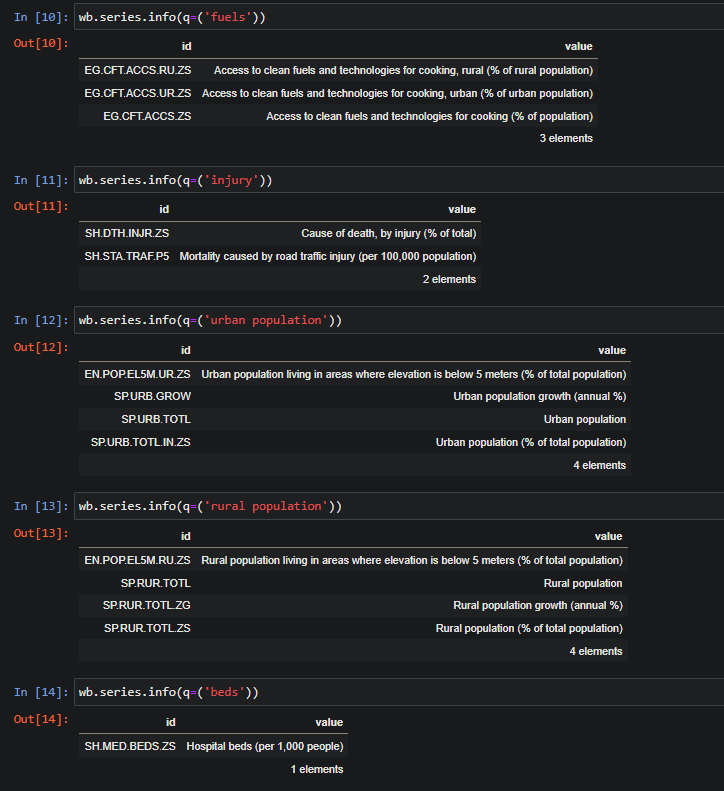 In [10]: wb.series.info(q=('fuels'))
Out[10]:
id value
EG.CFT.ACCS.RU.ZS Access to clean fuels and technologies for cooking, rural (% of rural population)
EG.CFT.ACCS.UR.ZS Access to clean fuels and technologies for cooking, urban (% of urban population)
EG.CFT.ACCS.ZS Access to clean fuels and technologies for cooking (% of population)
3 elements
In [11]: wb.series.info(q=('injury'))
Out[11]:
id value
SH.DTH.INJR.ZS Cause of death, by injury (% of total)
SH.STA.TRAF.P5 Mortality caused by road traffic injury (per 100,000 population)
2 elements
In [12]: wb.series.info(q=('urban population'))
Out[12]:
id value
EN.POP.EL5M.UR.ZS Urban population living in areas where elevation is below 5 meters (% of total population)
SP.URB.GROW Urban population growth (annual %)
SP.URB.TOTL Urban population
SP.URB.TOTL.IN.ZS Urban population (% of total population)
4 elements
In [13]: wb.series.info(q=('rural population'))
Out[13]:
id value
EN.POP.EL5M.RU.ZS Rural population living in areas where elevation is below 5 meters (% of total population)
SP.RUR.TOTL Rural population
SP.RUR.TOTL.ZG Rural population growth (annual %)
SP.RUR.TOTL.ZS Rural population (% of total population)
4 elements
In [14]: wb.series.info(q=('beds'))
Out[14]:
id value
SH.MED.BEDS.ZS Hospital beds (per 1,000 people)
1 elements